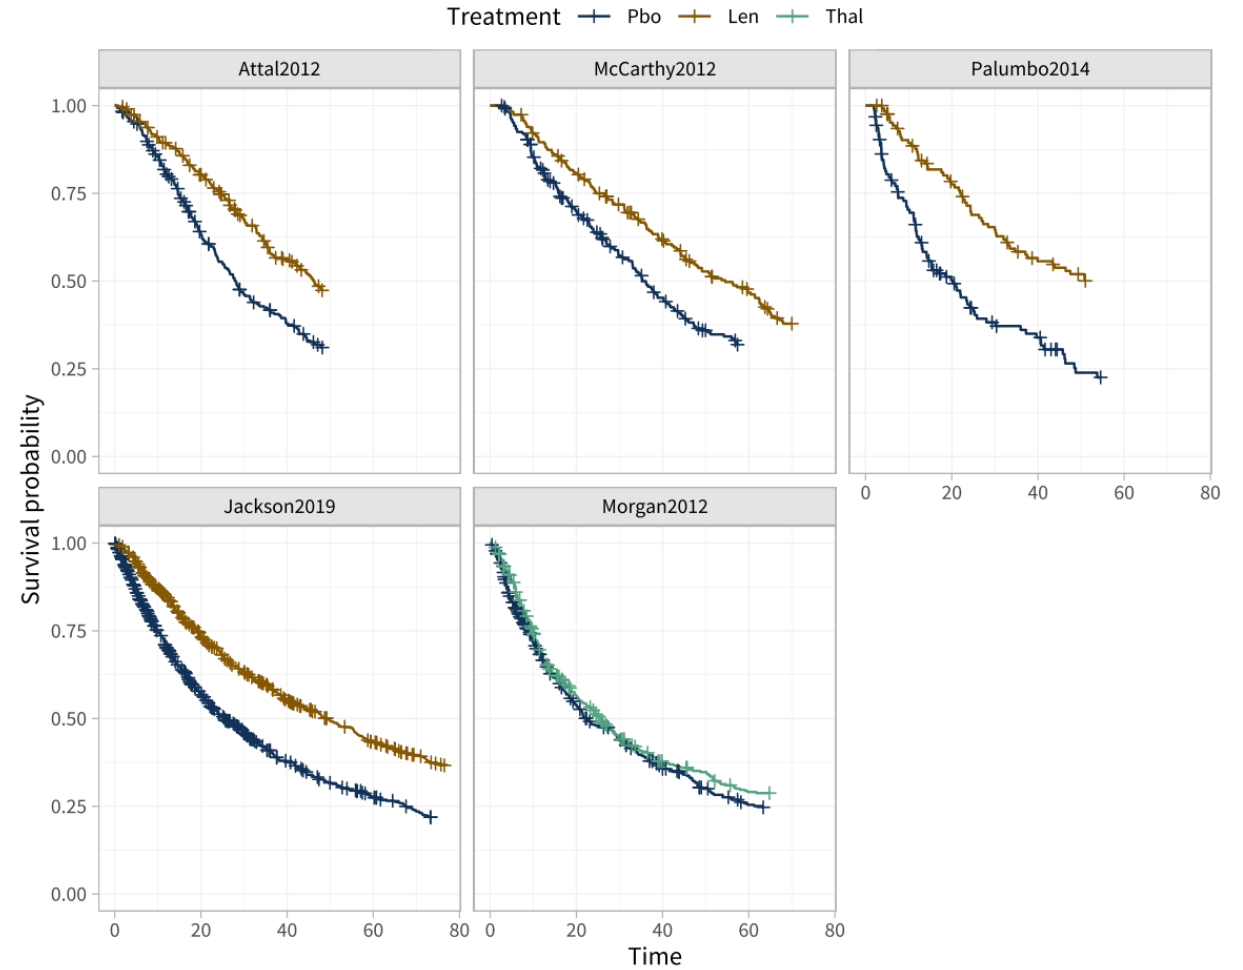 Treatment Pbo Len Thal
Attal2012 McCarthy2012 Palumbo2014
1.00
0.75
0.50
0.25
0.00
0 20 40 60 80
Survival probability
Jackson2019 Morgan2012
1.00
0.75
0.50
0.25
0.00
0 20 40 60 80 0 20 40 60 80
Time